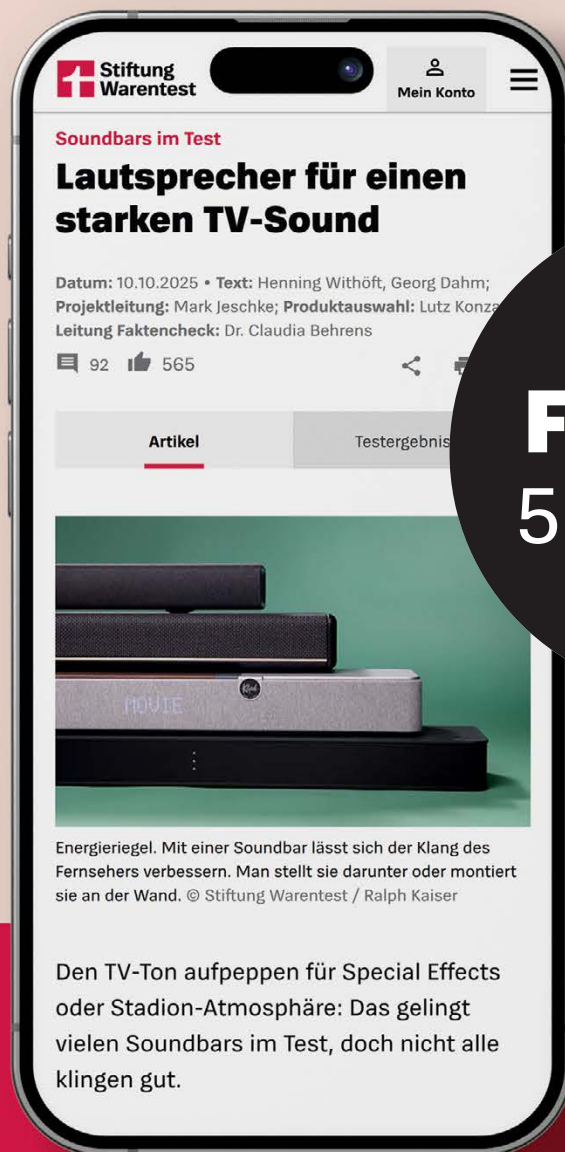 Stiftung
Warentest
Mein Konto
Soundbars im Test
Lautsprecher für einen
starken TV-Sound
Datum: 10.10.2025 • Text: Henning Withöft, Georg Dahm;
Projektleitung: Mark Jeschke; Produktauswahl: Lutz
Leitung Faktencheck: Dr. Claudia Behrens
92 565
Artikel
MOVIE
Energieriegel. Mit einer Soundbar lässt sich der Klang des
Fernsehers verbessern. Man stellt sie darunter oder montiert
sie an der Wand. © Stiftung Warentest / Ralph Kaiser
Den TV-Ton aufpeppen für Special Effects
oder Stadion-Atmosphäre: Das gelingt
vielen Soundbars im Test, doch nicht alle
klingen gut.
5